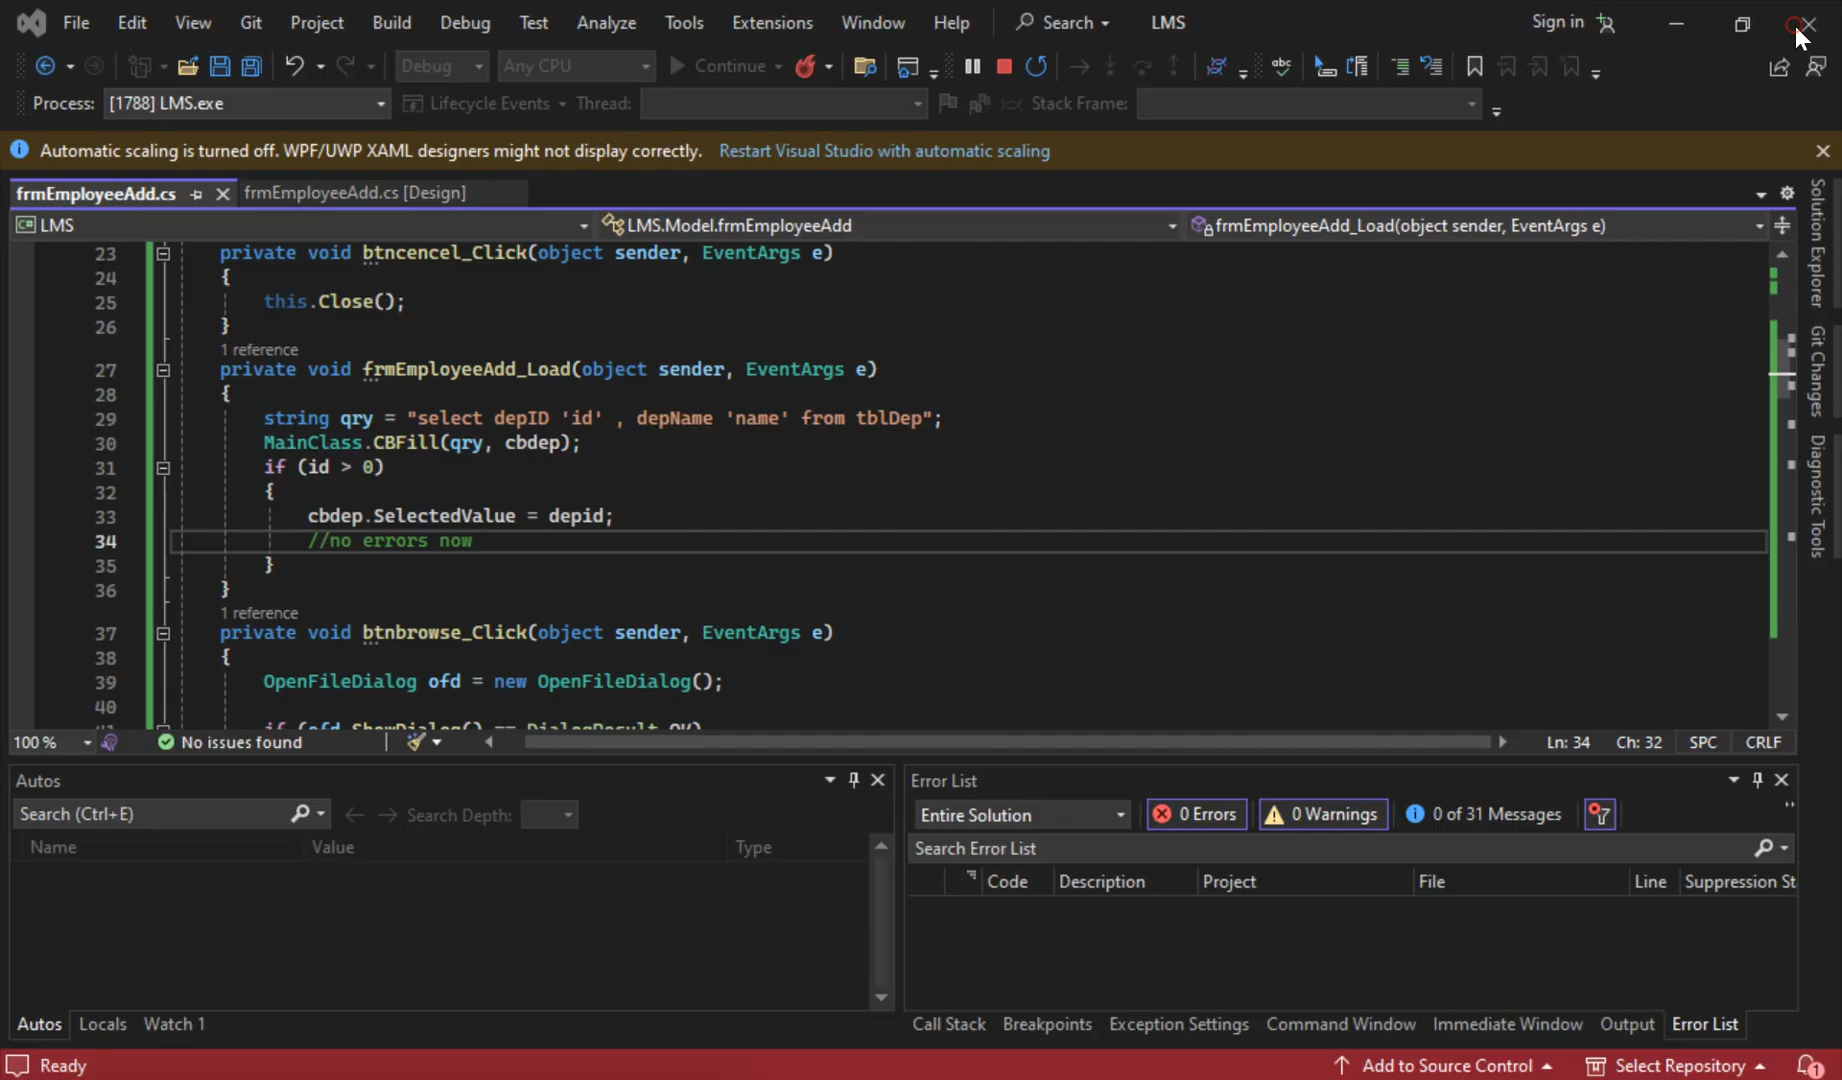 File Edit View Git Project Build Debug Test Analyze Tools Extensions Window Help Search LMS Sign in
Debug Any CPU Continue
Process: [1788] LMS.exe Lifecycle Events Thread: Stack Frame:
Automatic scaling is turned off. WPF/UWP XAML designers might not display correctly. Restart Visual Studio with automatic scaling
frmEmployeeAdd.cs frmEmployeeAdd.cs [Design]
LMS LMS.Model.frmEmployeeAdd frmEmployeeAdd_Load(object sender, EventArgs e)
23 private void btncencel_Click(object sender, EventArgs e)
24 {
25 this.Close();
26 }
1 reference
27 private void frmEmployeeAdd_Load(object sender, EventArgs e)
28 {
29 string qry = "select depID 'id' , depName 'name' from tblDep";
30 MainClass.CBFill(qry, cbdep);
31 if (id > 0)
32 {
33 cbdep.SelectedValue = depid;
34 //no errors now
35 }
36 }
1 reference
37 private void btnbrowse_Click(object sender, EventArgs e)
38 {
39 OpenFileDialog ofd = new OpenFileDialog();
40
if (ofd.ShowDialog() == DialogResult.OK)
100 % No issues found Ln: 34 Ch: 32 SPC CRLF
Solution Explorer
Git Changes
Diagnostic Tools
Autos
Search (Ctrl+E) Search Depth:
Name Value Type
Autos Locals Watch 1
Error List
Entire Solution 0 Errors 0 Warnings 0 of 31 Messages
Search Error List
Code Description Project File Line Suppression St
Call Stack Breakpoints Exception Settings Command Window Immediate Window Output Error List
Ready Add to Source Control Select Repository 1